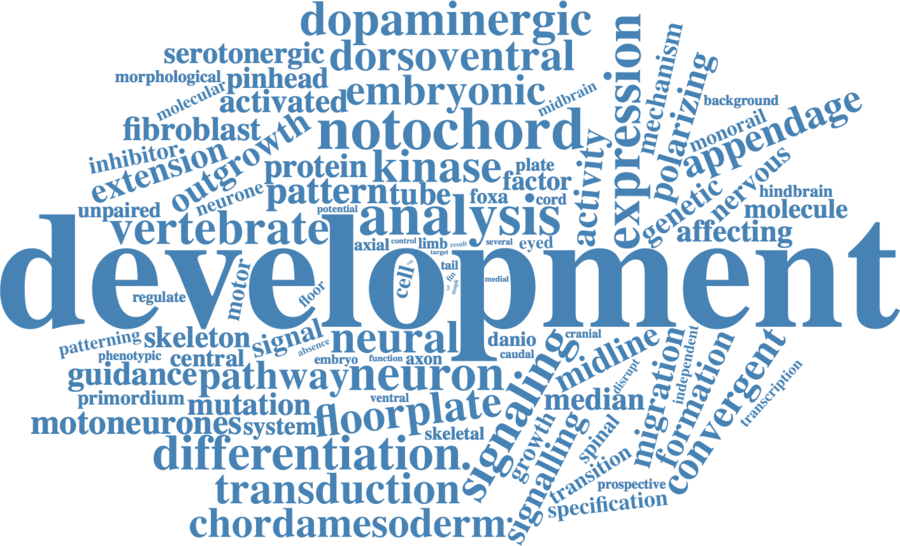 dopaminergic
serotonergic
dorsoventral
morphological
pinhead
molecular
activated
embryonic
midbrain
expression
mechanism
polarizing
background
monorail
appendage
fibroblast
outgrowth
notochord
inhibitor
extension
protein
kinase
plate
factor
activity
genetic
nervous
hindbrain
neurone
pattern
tube
foxa
cord
unpaired
potential
vertebrate
analysis
molecule
affecting
axial
control
limb
result
several
eyed
target
development
cell
tail
fin
medial
regulate
motor
floor
patterning
skeleton
signal
absence
neural
danio
cranial
phenotypic
central
embryo
function
axon
caudal
midline
migration
independent
formation
convergent
guidance
pathway
neuron
signaling
disrupt
transcription
primordium
mutation
ventral
median
motoneurones
system
floorplate
skeletal
growth
signalling
spinal
differentiation
transition
prospective
transduction
specification
chordamesoderm